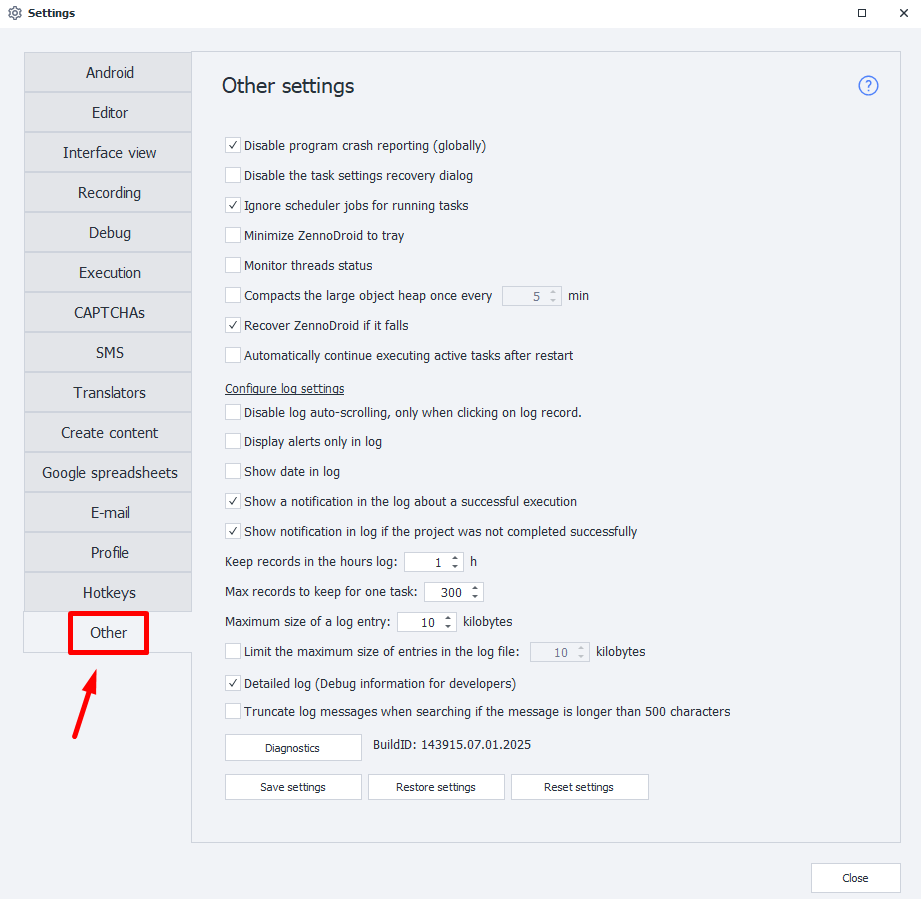 Settings
Android
Editor
Interface view
Recording
Debug
Execution
CAPTCHAs
SMS
Translators
Create content
Google spreadsheets
E-mail
Profile
Hotkeys
Other
Other settings
?
Disable program crash reporting (globally)
Disable the task settings recovery dialog
Ignore scheduler jobs for running tasks
Minimize ZennoDroid to tray
Monitor threads status
Compacts the large object heap once every 5 min
Recover ZennoDroid if it falls
Automatically continue executing active tasks after restart
Configure log settings
Disable log auto-scrolling, only when clicking on log record.
Display alerts only in log
Show date in log
Show a notification in the log about a successful execution
Show notification in log if the project was not completed successfully
Keep records in the hours log: 1 h
Max records to keep for one task: 300
Maximum size of a log entry: 10 kilobytes
Limit the maximum size of entries in the log file: 10 kilobytes
Detailed log (Debug information for developers)
Truncate log messages when searching if the message is longer than 500 characters
Diagnostics BuildID: 143915.07.01.2025
Save settings Restore settings Reset settings
Close